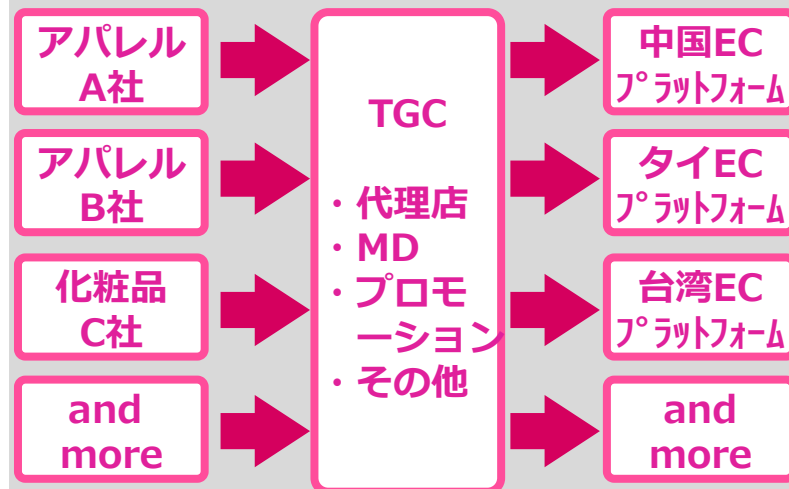 アパレル
A社
アパレル
B社
化粧品
C社
and
more
TGC
・代理店
・MD
・プロモ
ーション
・その他
中国EC
ﾌﾟﾗｯﾄﾌｫｰﾑ
タイEC
ﾌﾟﾗｯﾄﾌｫｰﾑ
台湾EC
ﾌﾟﾗｯﾄﾌｫｰﾑ
and
more